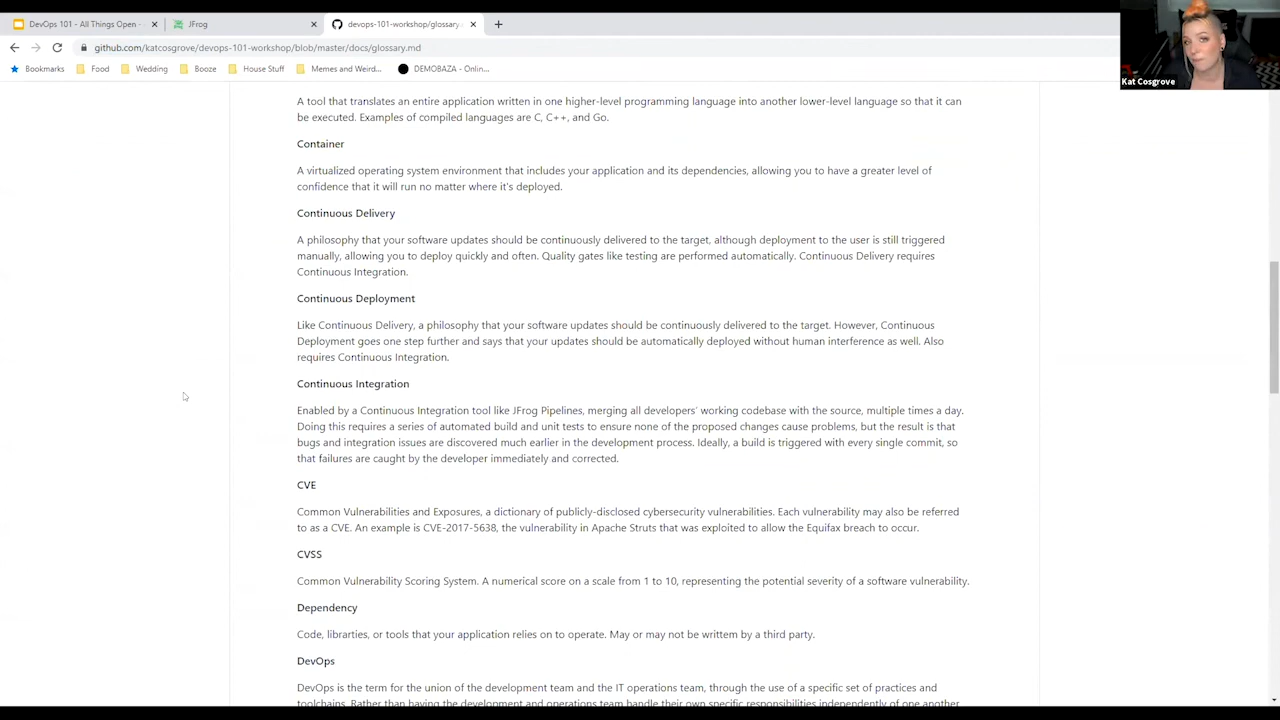 DevOps 101 - All Things Open -
JFrog
devops-101-workshop/glossary.
github.com/katcosgrove/devops-101-workshop/blob/master/docs/glossary.md
Bookmarks Food Wedding Booze House Stuff Memes and Weird... DEMOBAZA - Onlin...
Kat Cosgrove
A tool that translates an entire application written in one higher-level programming language into another lower-level language so that it can
be executed. Examples of compiled languages are C, C++, and Go.
Container
A virtualized operating system environment that includes your application and its dependencies, allowing you to have a greater level of
confidence that it will run no matter where it's deployed.
Continuous Delivery
A philosophy that your software updates should be continuously delivered to the target, although deployment to the user is still triggered
manually, allowing you to deploy quickly and often. Quality gates like testing are performed automatically. Continuous Delivery requires
Continuous Integration.
Continuous Deployment
Like Continuous Delivery, a philosophy that your software updates should be continuously delivered to the target. However, Continuous
Deployment goes one step further and says that your updates should be automatically deployed without human interference as well. Also
requires Continuous Integration.
Continuous Integration
Enabled by a Continuous Integration tool like JFrog Pipelines, merging all developers' working codebase with the source, multiple times a day.
Doing this requires a series of automated build and unit tests to ensure none of the proposed changes cause problems, but the result is that
bugs and integration issues are discovered much earlier in the development process. Ideally, a build is triggered with every single commit, so
that failures are caught by the developer immediately and corrected.
CVE
Common Vulnerabilities and Exposures, a dictionary of publicly-disclosed cybersecurity vulnerabilities. Each vulnerability may also be referred
to as a CVE. An example is CVE-2017-5638, the vulnerability in Apache Struts that was exploited to allow the Equifax breach to occur.
CVSS
Common Vulnerability Scoring System. A numerical score on a scale from 1 to 10, representing the potential severity of a software vulnerability.
Dependency
Code, libraries, or tools that your application relies on to operate. May or may not be writtem by a third party.
DevOps
DevOps is the term for the union of the development team and the IT operations team, through the use of a specific set of practices and
toolchains. Rather than having the development and operations team handle their own specific responsibilities independently of one another